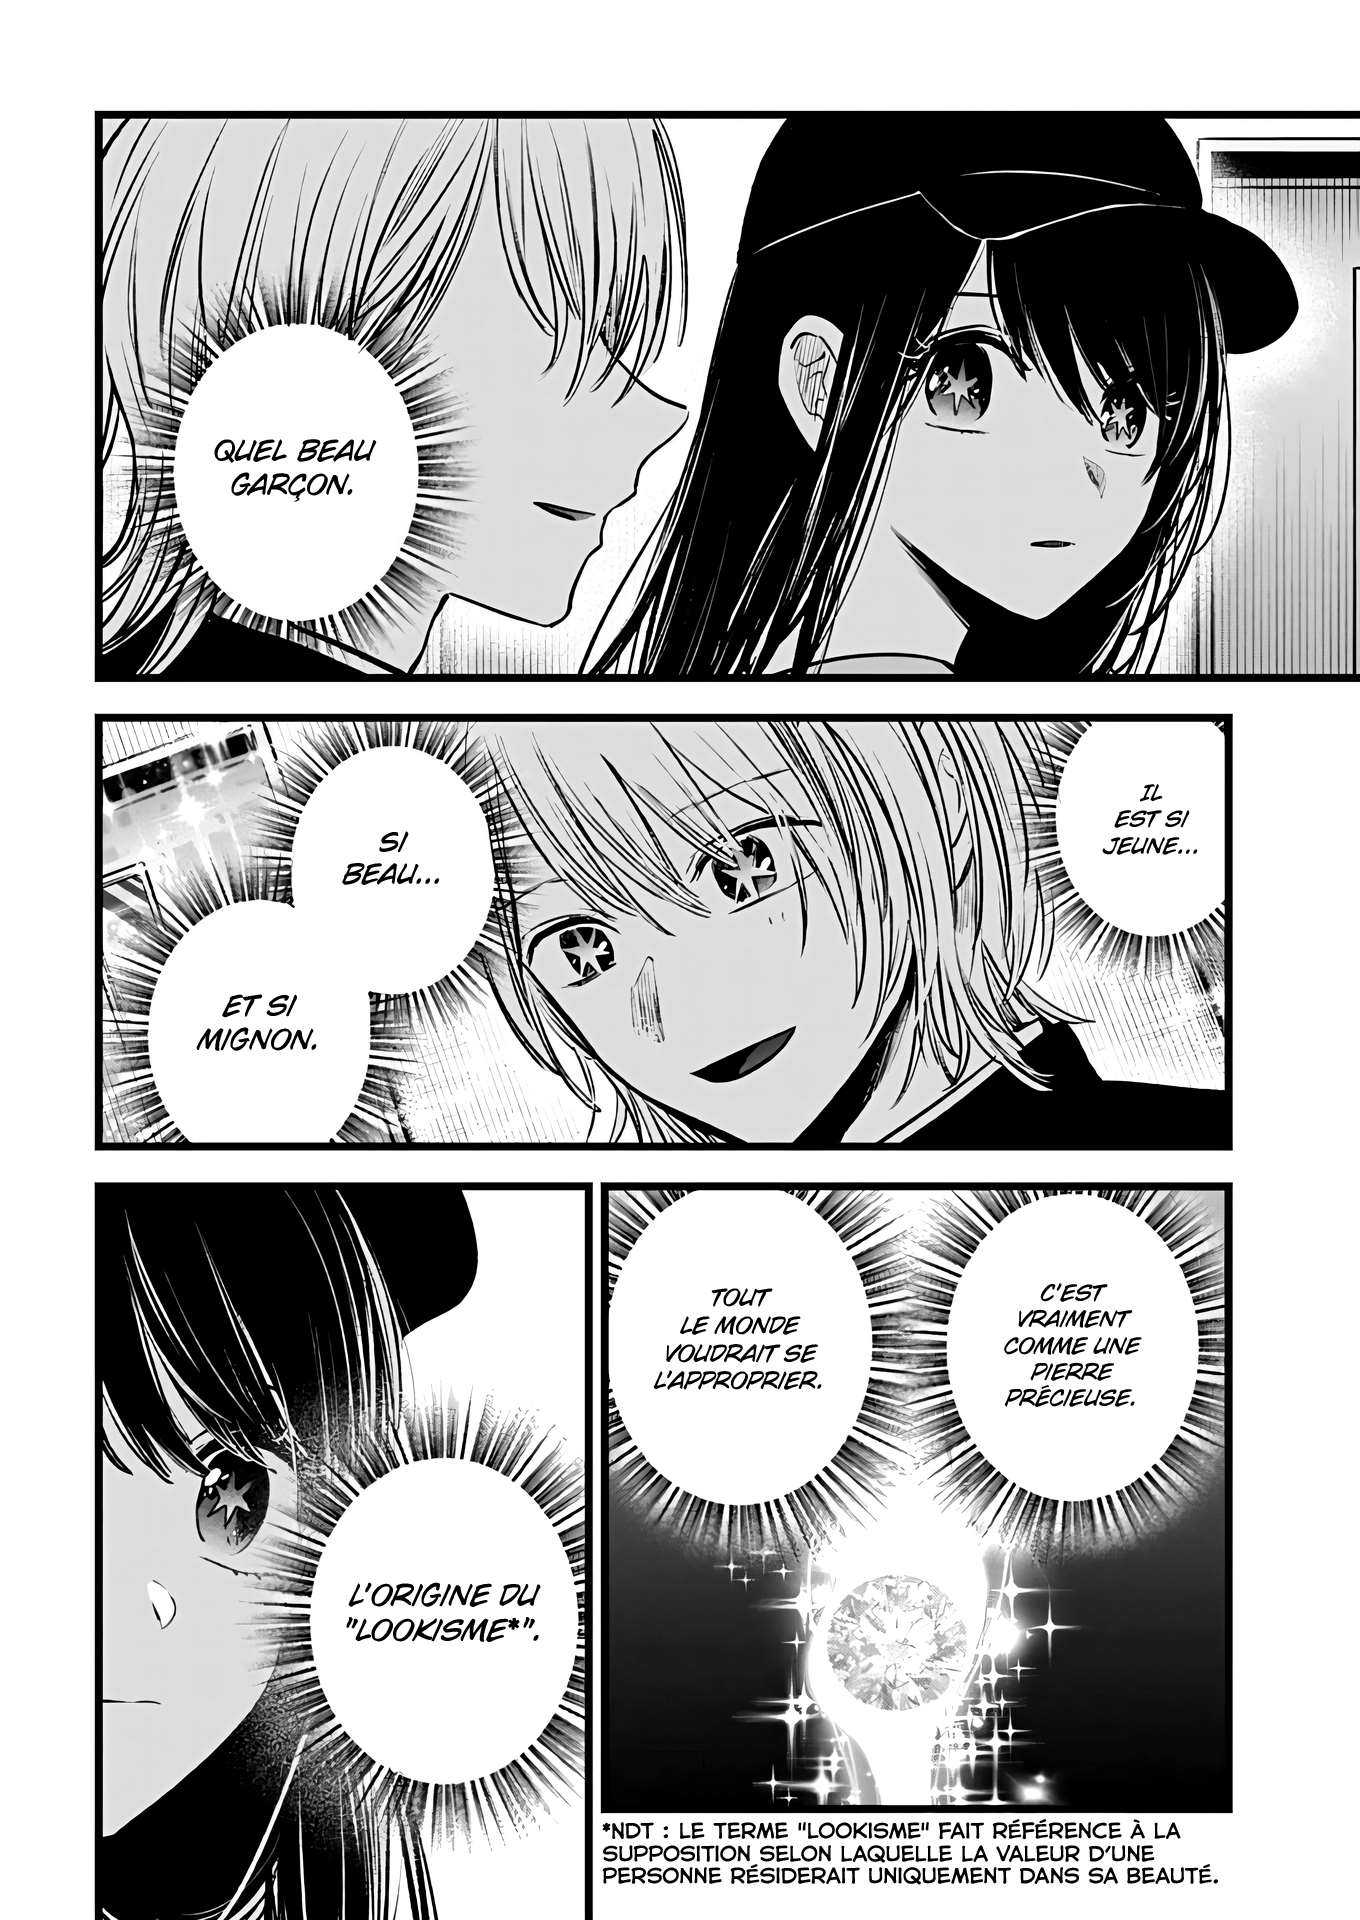 QUEL BEAU
GARÇON.
IL
EST SI
JEUNE...
SI
BEAU...
ET SI
MIGNON.
C'EST
VRAIMENT
COMME UNE
PIERRE
PRÉCIEUSE.
TOUT
LE MONDE
VOUDRAIT SE
L'APPROPRIER.
L'ORIGINE DU
"LOOKISME*".
*NDT : LE TERME "LOOKISME" FAIT RÉFÉRENCE À LA
SUPPOSITION SELON LAQUELLE LA VALEUR D'UNE
PERSONNE RÉSIDERAIT UNIQUEMENT DANS SA BEAUTÉ.